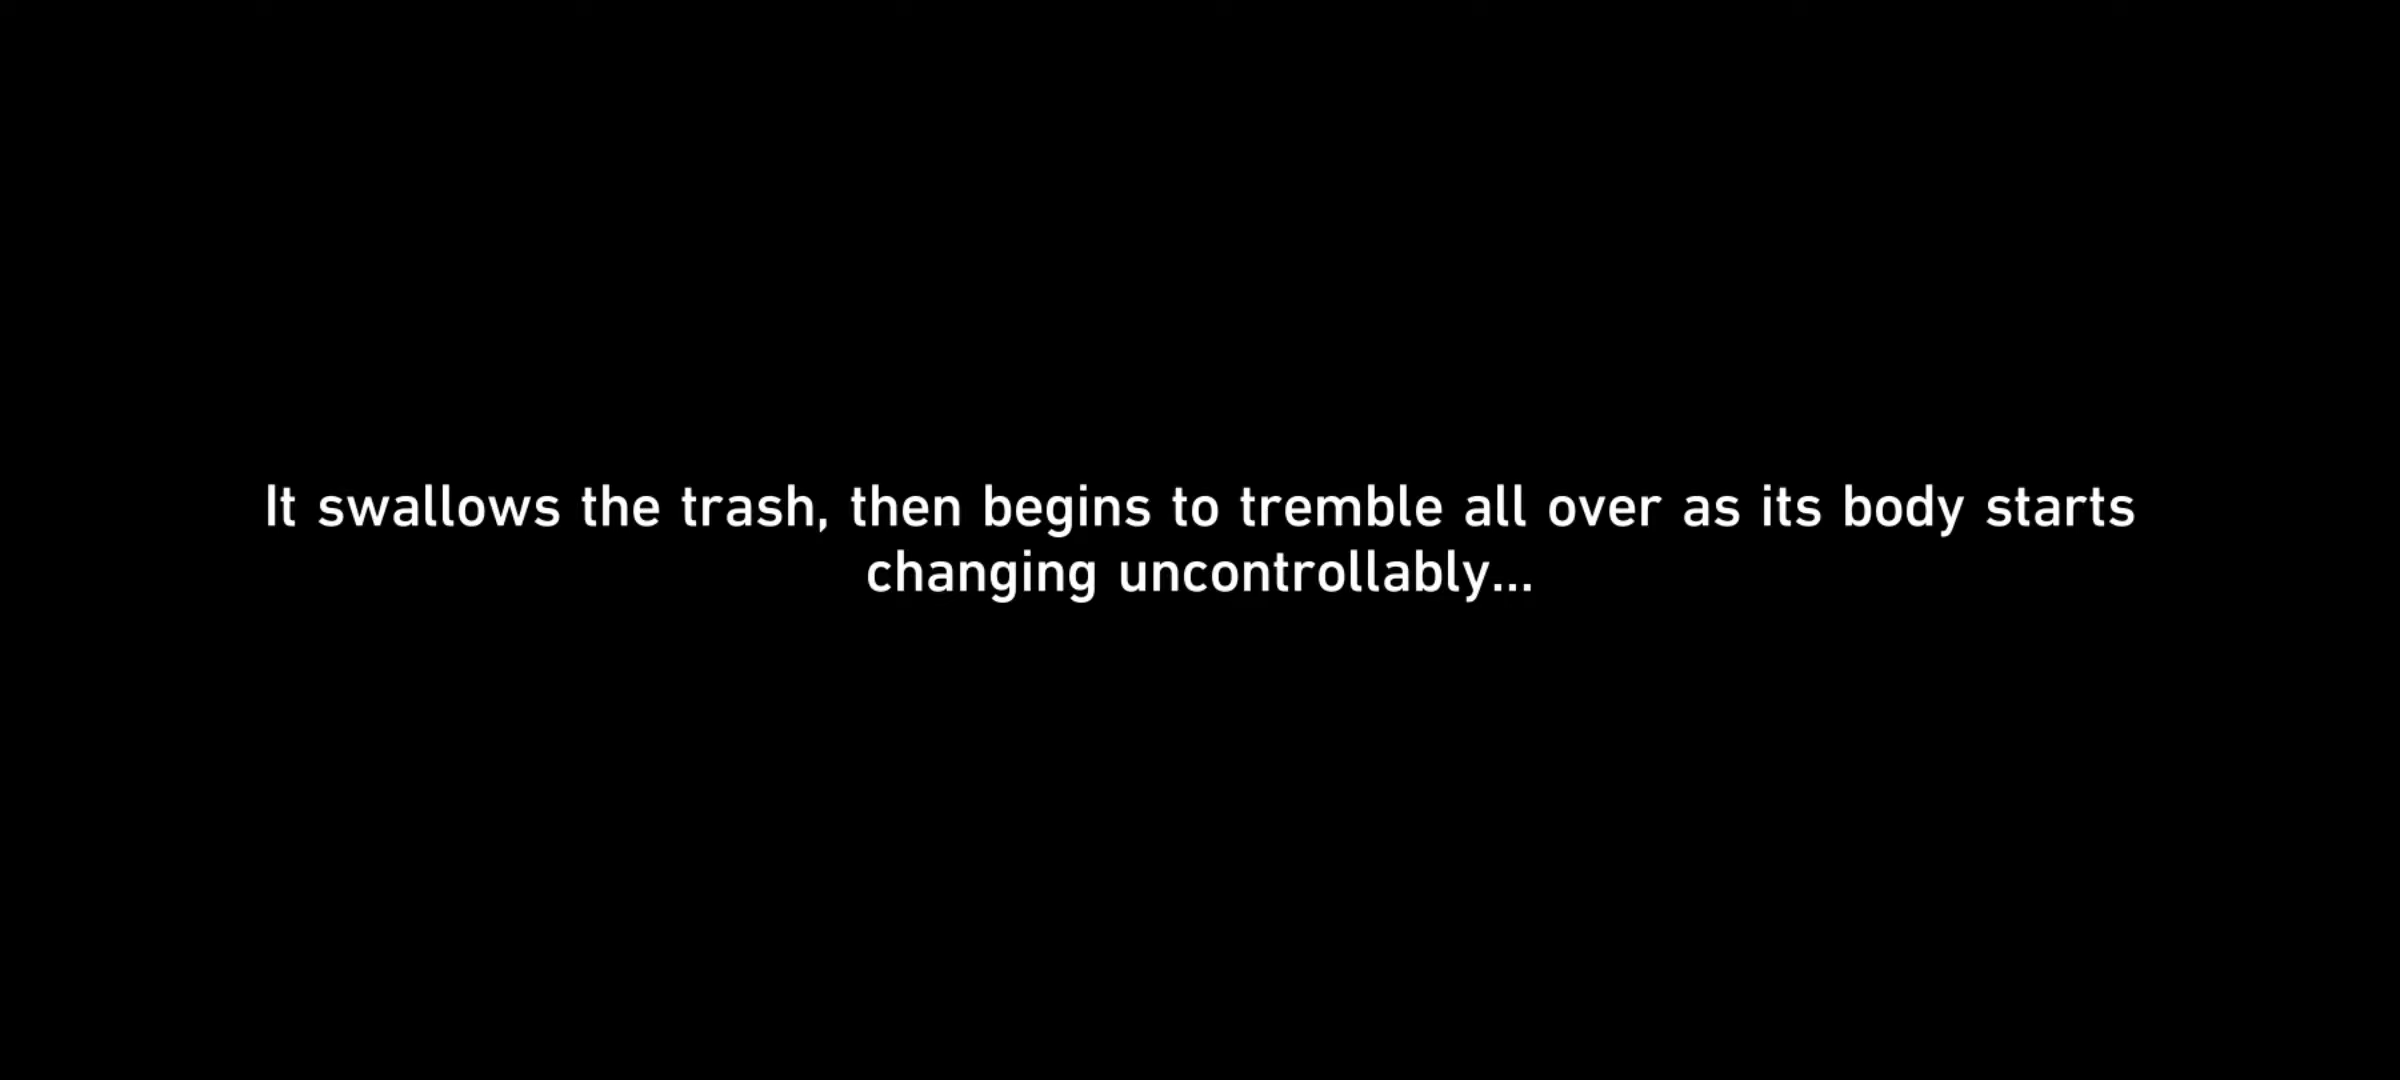 It swallows the trash, then begins to tremble all over as its body starts
changing uncontrollably...